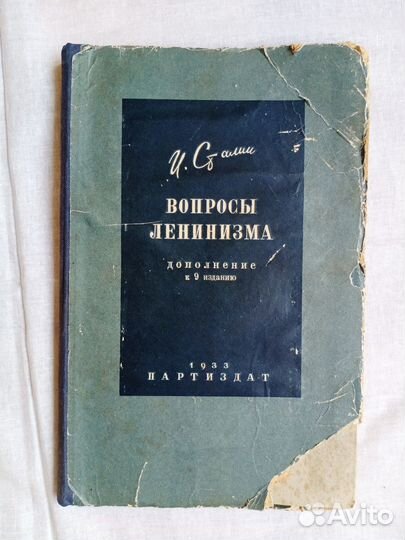 И. Сталин
ВОПРОСЫ
ЛЕНИНИЗМА
ДОПОЛНЕНИЕ
К 9 ИЗДАНИЮ
1933
ПАРТИЗДАТ
Avito